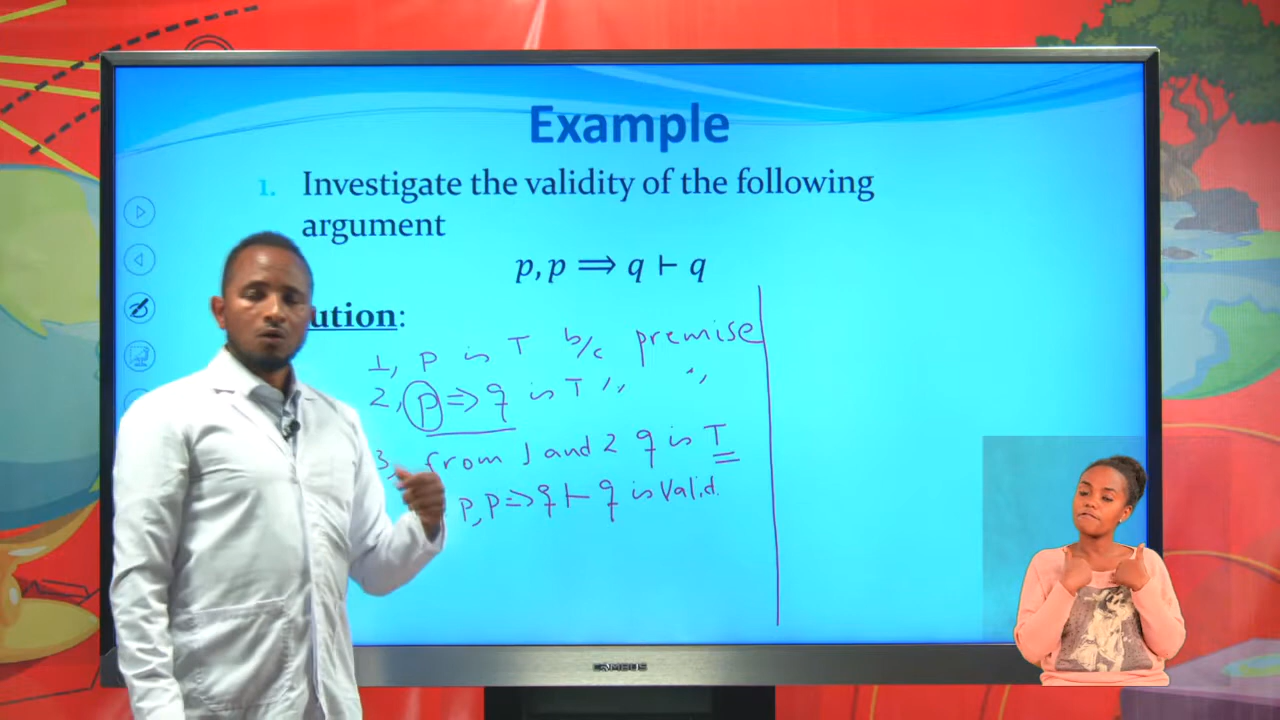 Example
1. Investigate the validity of the following
argument
p, p ⟹ q ⊢ q
ution:
1, p is T b/c premise
2, p ⇒ q is T " "
3, from 1 and 2 q is T
p, p ⇒ q ⊢ q is Valid.